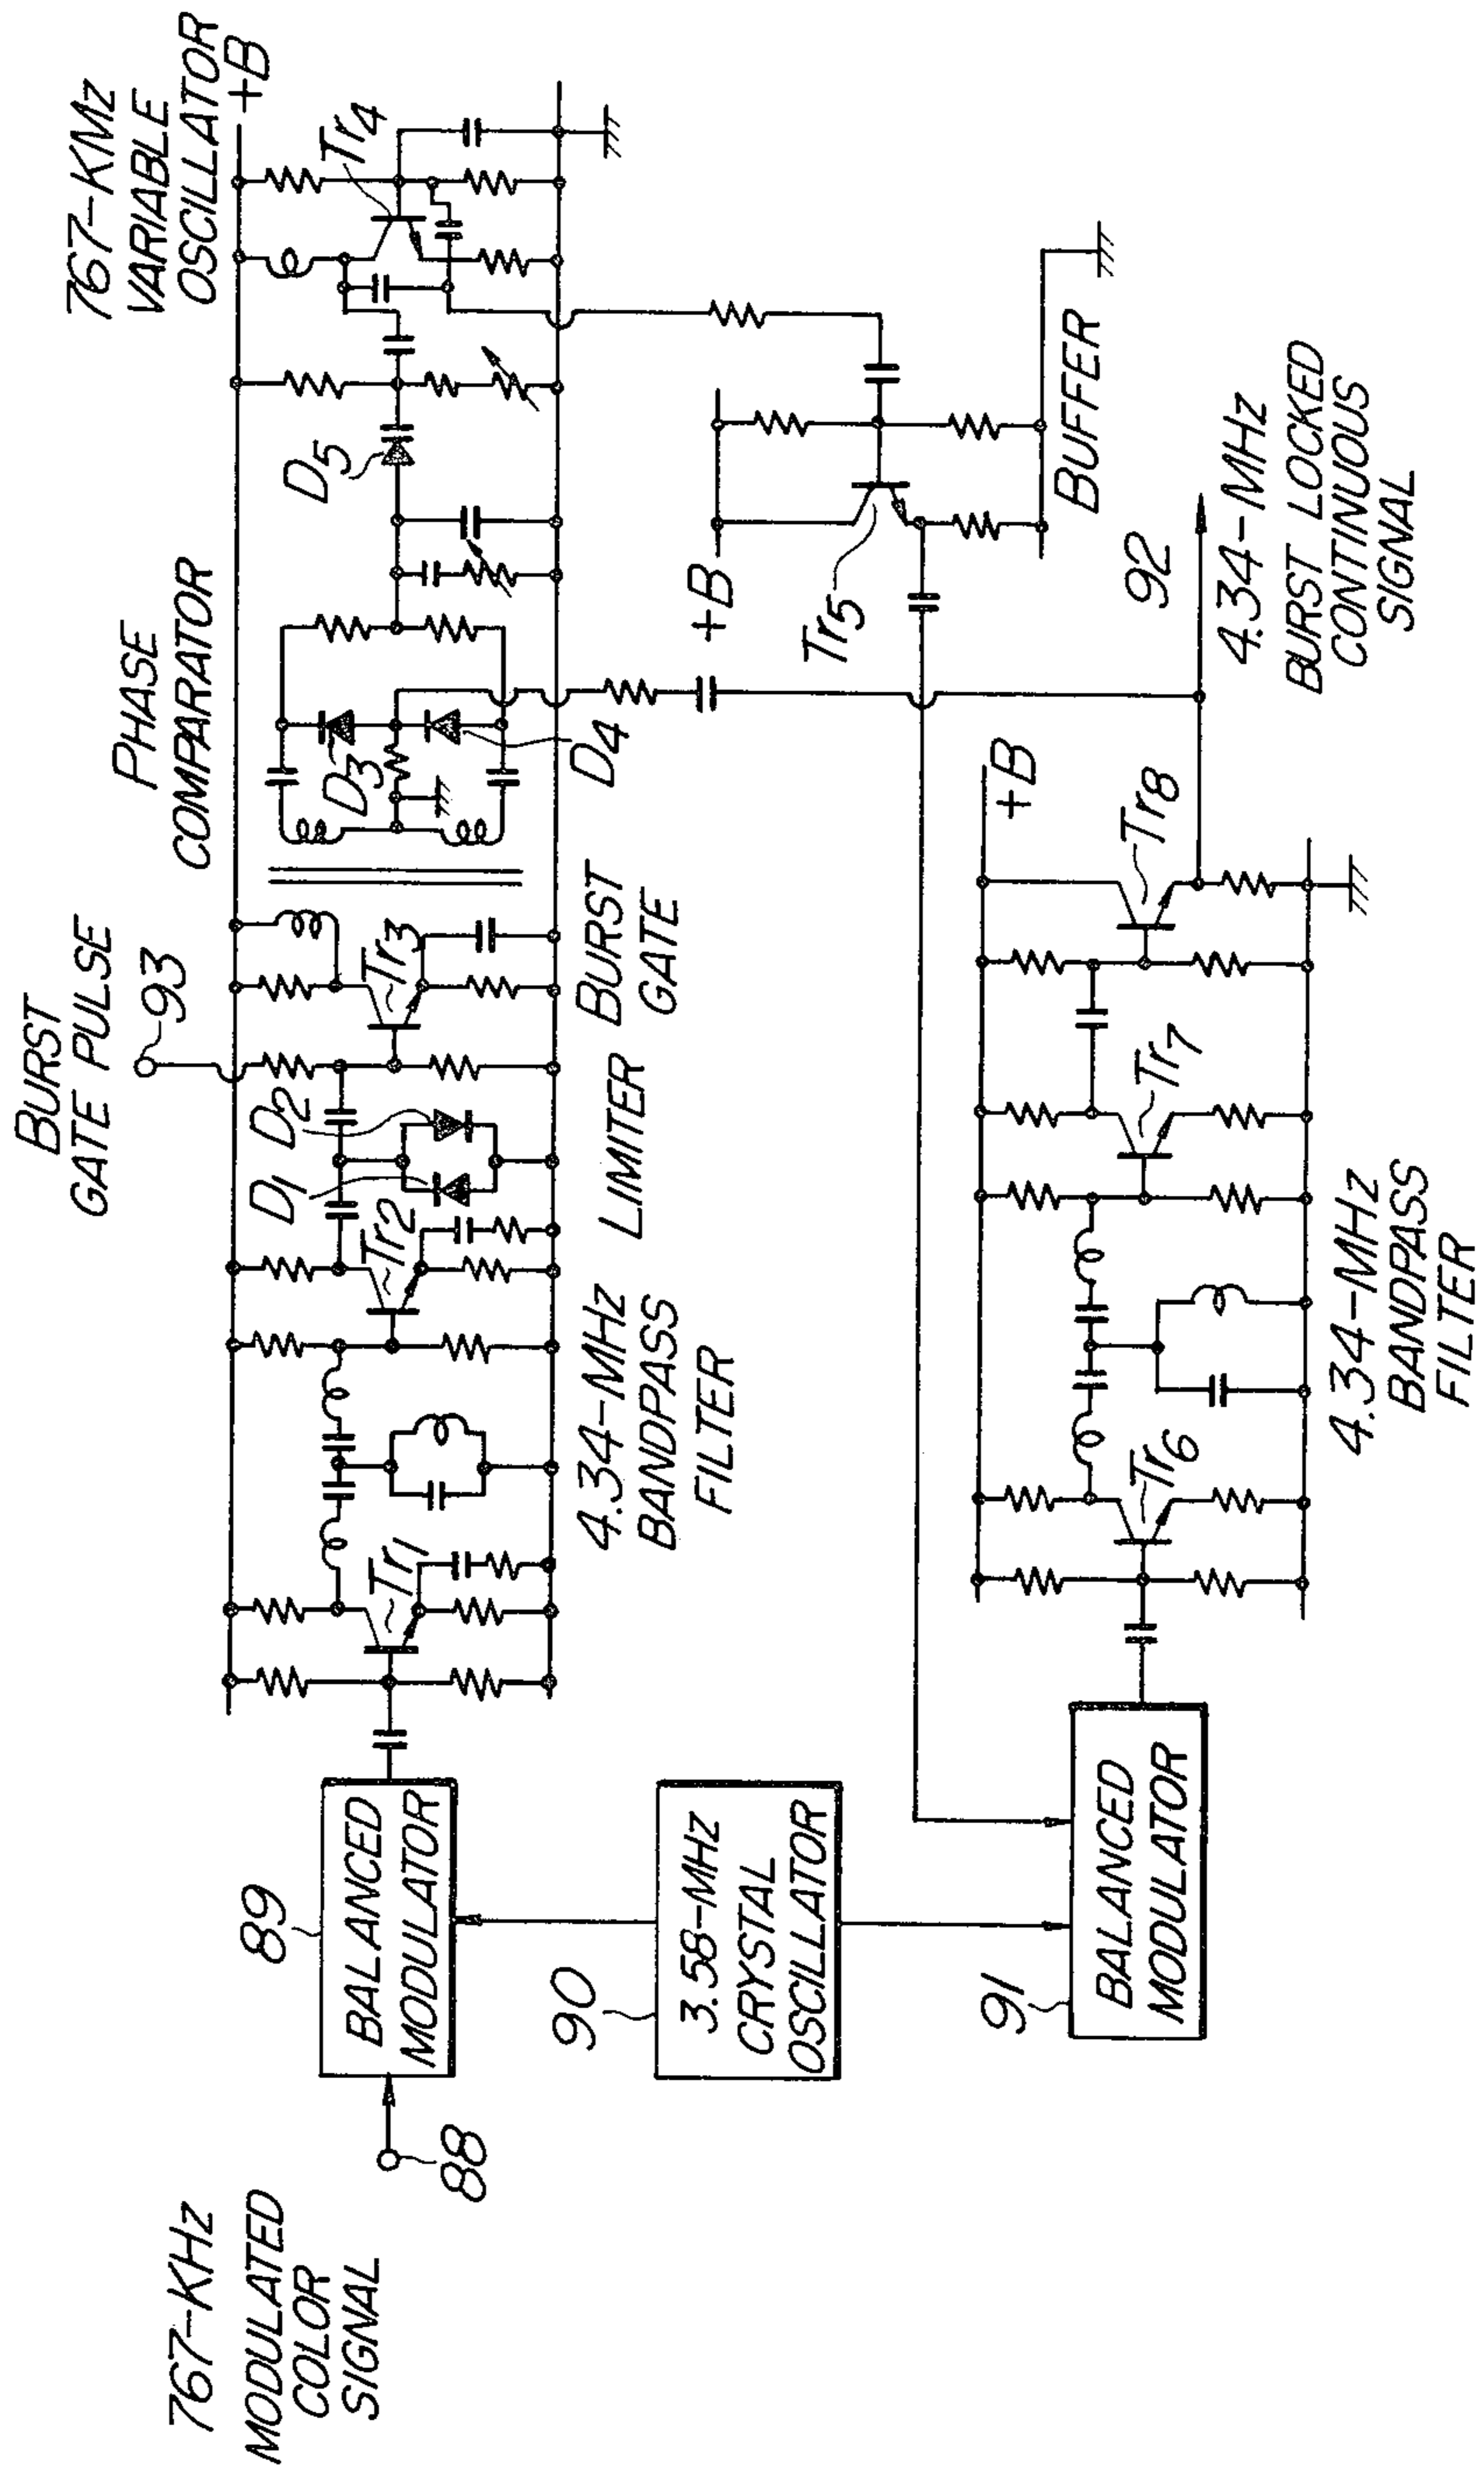 767-KHz
MODULATED
COLOR
SIGNAL
88
89
BALANCED
MODULATOR
90
3.58-MHz
CRYSTAL
OSCILLATOR
91
BALANCED
MODULATOR
Tr1
4.34-MHz
BANDPASS
FILTER
Tr2
D1
D2
LIMITER
BURST
GATE PULSE
93
Tr3
BURST
GATE
PHASE
COMPARATOR
D3
D4
D5
767-KMz
VARIABLE
OSCILLATOR
+B
Tr4
+B
Tr5
BUFFER
Tr6
4.34-MHz
BANDPASS
FILTER
Tr7
Tr8
+B
92
4.34-MHz
BURST LOCKED
CONTINUOUS
SIGNAL